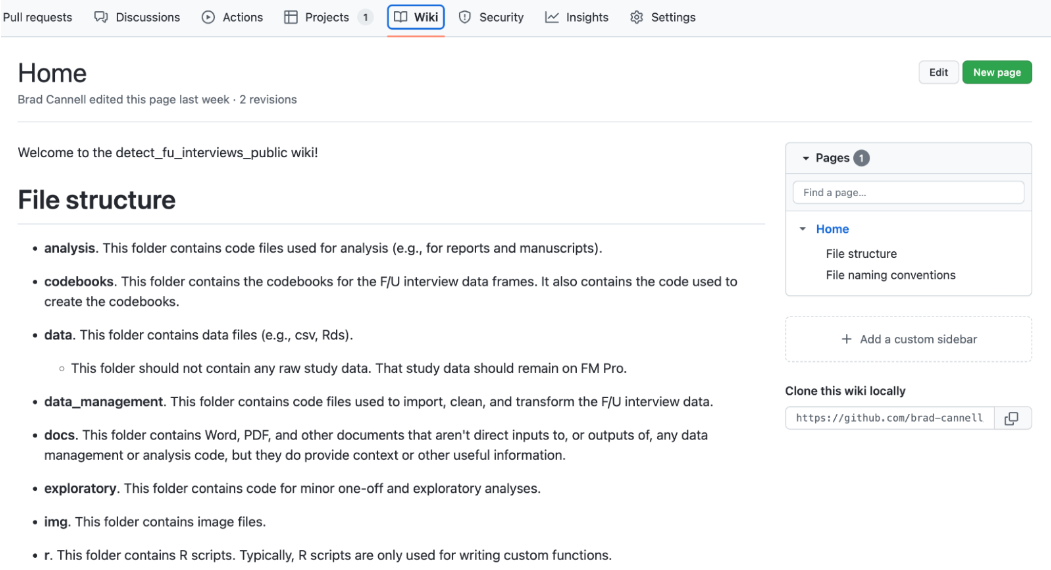 Pull requests Discussions Actions Projects 1 Wiki Security Insights Settings
Home
Edit New page
Brad Cannell edited this page last week · 2 revisions
Welcome to the detect_fu_interviews_public wiki!
File structure
• analysis. This folder contains code files used for analysis (e.g., for reports and manuscripts).
• codebooks. This folder contains the codebooks for the F/U interview data frames. It also contains the code used to
create the codebooks.
• data. This folder contains data files (e.g., csv, Rds).
◦ This folder should not contain any raw study data. That study data should remain on FM Pro.
• data_management. This folder contains code files used to import, clean, and transform the F/U interview data.
• docs. This folder contains Word, PDF, and other documents that aren't direct inputs to, or outputs of, any data
management or analysis code, but they do provide context or other useful information.
• exploratory. This folder contains code for minor one-off and exploratory analyses.
• img. This folder contains image files.
• r. This folder contains R scripts. Typically, R scripts are only used for writing custom functions.
Pages 1
Find a page...
Home
File structure
File naming conventions
+ Add a custom sidebar
Clone this wiki locally
https://github.com/brad-cannell